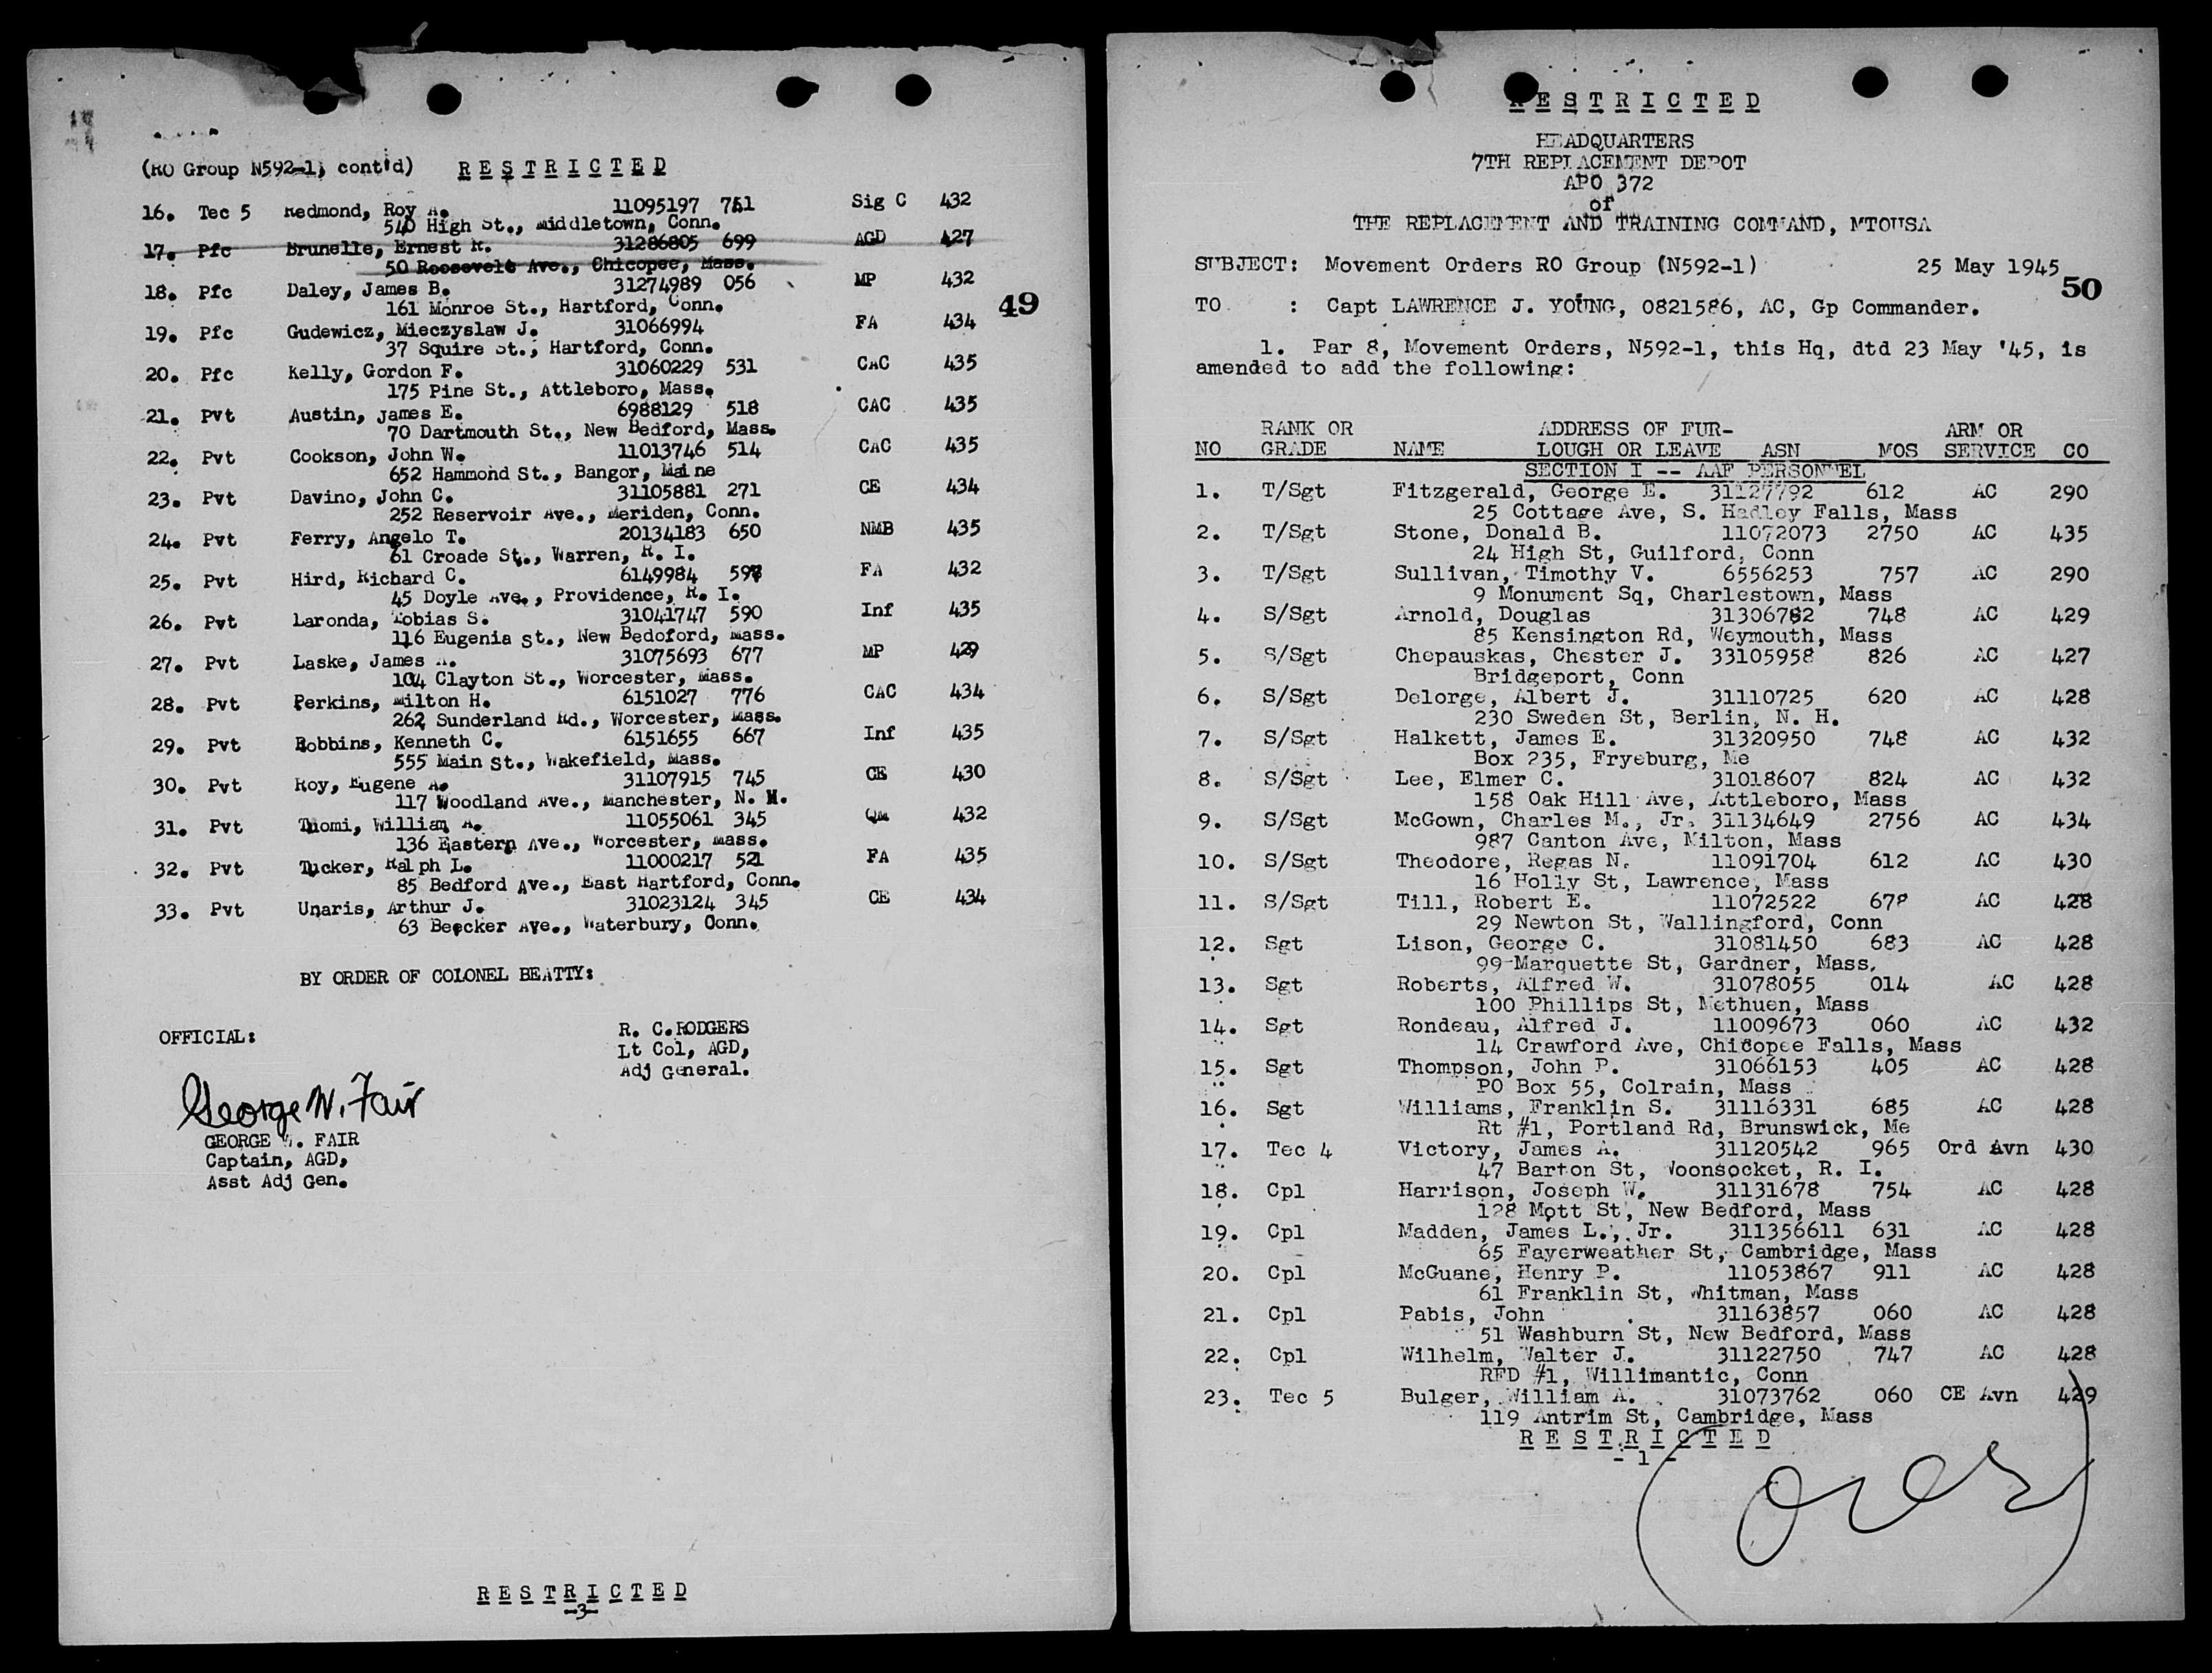 (RO Group N592-1, cont'd) RESTRICTED
16. Tec 5 Redmond, Roy A. 11095197 751 Sig C 432
540 High St., Middletown, Conn.
17. Pfc Brunelle, Ernest R. 31286805 699 AGD 427
50 Roosevelt Ave., Chicopee, Mass.
18. Pfc Daley, James B. 31274989 056 MP 432
161 Monroe St., Hartford, Conn.
49
19. Pfc Gudewicz, Mieczyslaw J. 31066994 FA 434
37 Squire St., Hartford, Conn.
20. Pfc Kelly, Gordon F. 31060229 531 CAC 435
175 Pine St., Attleboro, Mass.
21. Pvt Austin, James E. 6988129 518 CAC 435
70 Dartmouth St., New Bedford, Mass.
22. Pvt Cookson, John W. 11013746 514 CAC 435
652 Hammond St., Bangor, Maine
23. Pvt Davino, John C. 31105881 271 CE 434
252 Reservoir Ave., Meriden, Conn.
24. Pvt Ferry, Angelo T. 20134183 650 NMB 435
61 Croade St., Warren, R. I.
25. Pvt Hird, Richard C. 6149984 FA 432
45 Doyle Ave., Providence, R. I.
26. Pvt Laronda, Tobias S. 31041747 590 Inf 435
116 Eugenia St., New Bedoford, Mass.
27. Pvt Laske, James 31075693 677 MP 429
104 Clayton St., Worcester, Mass.
28. Pvt Perkins, Milton H. 6151027 776 CAC 434
262 Sunderland Rd., Worcester, Mass.
29. Pvt Robbins, Kenneth C. 6151655 667 Inf 435
555 Main St., Wakefield, Mass.
30. Pvt Roy, Eugene A. 31107915 745 CE 430
117 Woodland Ave., Manchester, N. H.
31. Pvt Tuomi, William A. 11055061 345 QM 432
136 Eastern Ave., Worcester, Mass.
32. Pvt Tucker, Ralph L. 11000217 521 FA 435
85 Bedford Ave., East Hartford, Conn.
33. Pvt Unaris, Arthur J. 31023124 345 CE 434
63 Beecker Ave., Waterbury, Conn.
BY ORDER OF COLONEL BEATTY:
OFFICIAL:
R. C. RODGERS
Lt Col, AGD,
Adj General.
George W. Fair
GEORGE W. FAIR
Captain, AGD,
Asst Adj Gen.
RESTRICTED
-3-
RESTRICTED
HEADQUARTERS
7TH REPLACEMENT DEPOT
APO 372
of
THE REPLACEMENT AND TRAINING COMMAND, MTOUSA
SUBJECT: Movement Orders RO Group (N592-1) 25 May 1945
50
TO : Capt LAWRENCE J. YOUNG, 0821586, AC, Gp Commander.
1. Par 8, Movement Orders, N592-1, this Hq, dtd 23 May '45, is
amended to add the following:
RANK OR ADDRESS OF FUR- ARM OR
NO GRADE NAME LOUGH OR LEAVE ASN MOS SERVICE CO
SECTION I -- AAF PERSONNEL
1. T/Sgt Fitzgerald, George E. 31127792 612 AC 290
25 Cottage Ave, S. Hadley Falls, Mass
2. T/Sgt Stone, Donald B. 11072073 2750 AC 435
24 High St, Guilford, Conn
3. T/Sgt Sullivan, Timothy V. 6556253 757 AC 290
9 Monument Sq, Charlestown, Mass
4. S/Sgt Arnold, Douglas 31306782 748 AC 429
85 Kensington Rd, Weymouth, Mass
5. S/Sgt Chepauskas, Chester J. 33105958 826 AC 427
Bridgeport, Conn
6. S/Sgt Delorge, Albert J. 31110725 620 AC 428
230 Sweden St, Berlin, N. H.
7. S/Sgt Halkett, James E. 31320950 748 AC 432
Box 235, Fryeburg, Me
8. S/Sgt Lee, Elmer C. 31018607 824 AC 432
158 Oak Hill Ave, Attleboro, Mass
9. S/Sgt McGown, Charles M., Jr. 31134649 2756 AC 434
987 Canton Ave, Milton, Mass
10. S/Sgt Theodore, Regas N. 11091704 612 AC 430
16 Holly St, Lawrence, Mass
11. S/Sgt Till, Robert E. 11072522 678 AC 428
29 Newton St, Wallingford, Conn
12. Sgt Lison, George C. 31081450 683 AC 428
99 Marquette St, Gardner, Mass.
13. Sgt Roberts, Alfred W. 31078055 014 AC 428
100 Phillips St, Methuen, Mass
14. Sgt Rondeau, Alfred J. 11009673 060 AC 432
14 Crawford Ave, Chicopee Falls, Mass
15. Sgt Thompson, John P. 31066153 405 AC 428
PO Box 55, Colrain, Mass
16. Sgt Williams, Franklin S. 31116331 685 AC 428
Rt #1, Portland Rd, Brunswick, Me
17. Tec 4 Victory, James A. 31120542 965 Ord Avn 430
47 Barton St, Woonsocket, R. I.
18. Cpl Harrison, Joseph W. 31131678 754 AC 428
128 Mott St, New Bedford, Mass
19. Cpl Madden, James L., Jr. 311356611 631 AC 428
65 Fayerweather St, Cambridge, Mass
20. Cpl McGuane, Henry P. 11053867 911 AC 428
61 Franklin St, Whitman, Mass
21. Cpl Pabis, John 31163857 060 AC 428
51 Washburn St, New Bedford, Mass
22. Cpl Wilhelm, Walter J. 31122750 747 AC 428
RFD #1, Willimantic, Conn
23. Tec 5 Bulger, William A. 31073762 060 CE Avn 429
119 Antrim St, Cambridge, Mass
RESTRICTED
- 1 -
over